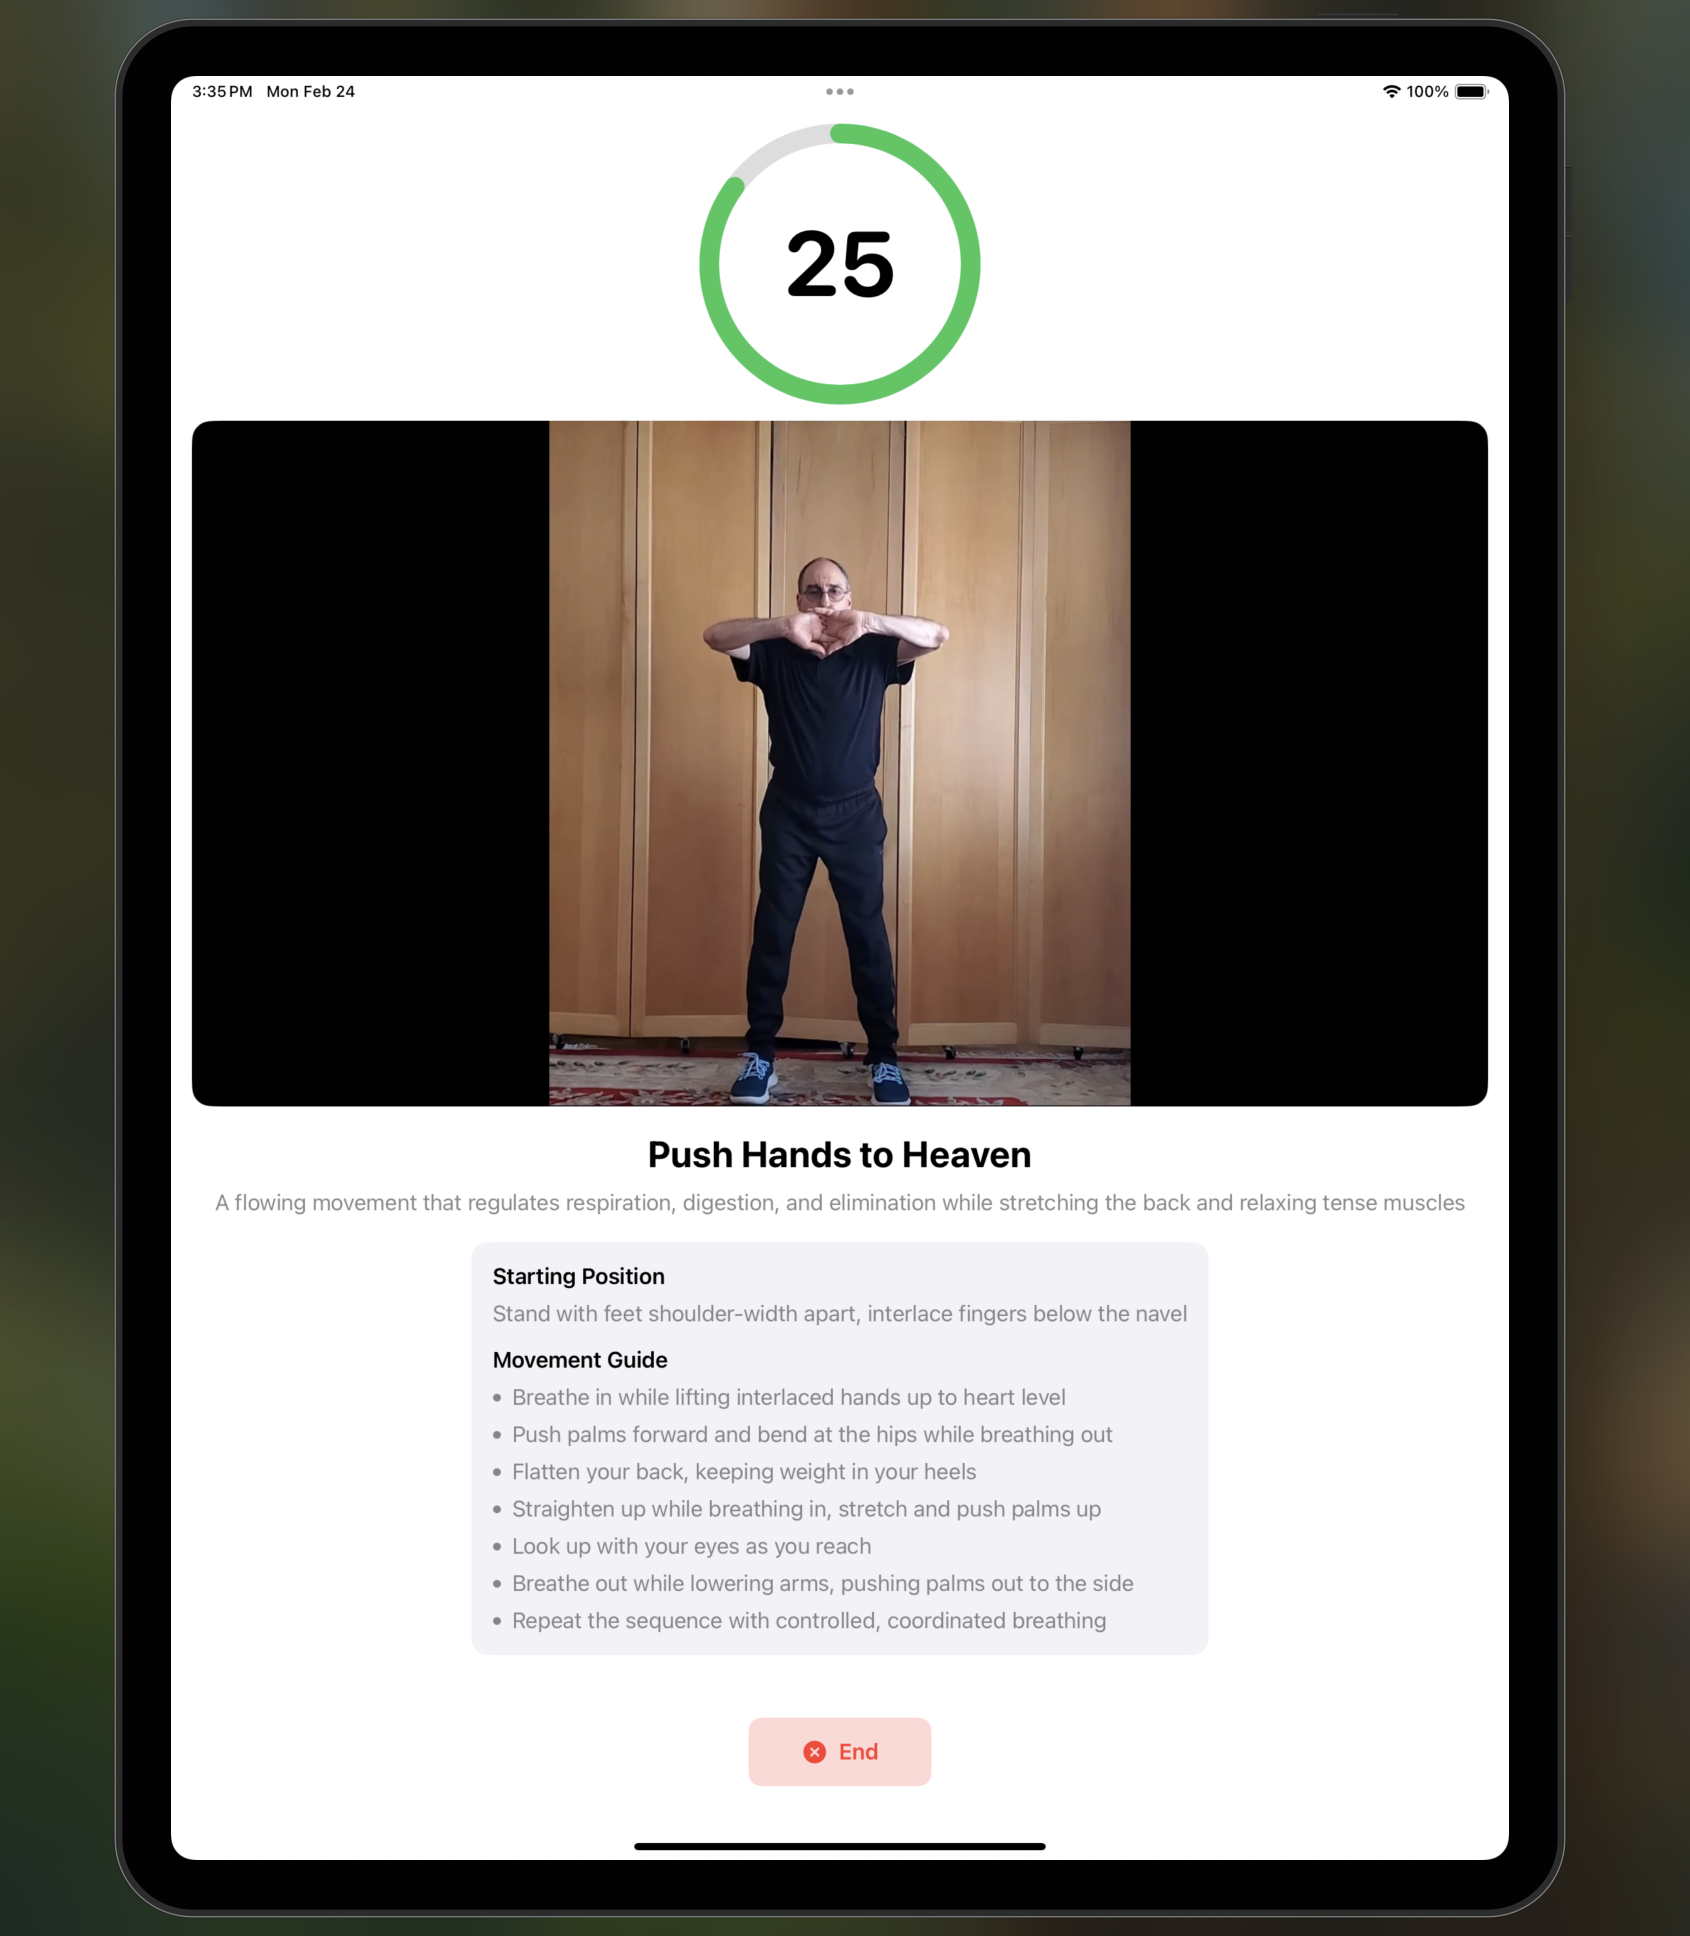 3:35 PM Mon Feb 24
100%
25
Push Hands to Heaven
A flowing movement that regulates respiration, digestion, and elimination while stretching the back and relaxing tense muscles
Starting Position
Stand with feet shoulder-width apart, interlace fingers below the navel
Movement Guide
• Breathe in while lifting interlaced hands up to heart level
• Push palms forward and bend at the hips while breathing out
• Flatten your back, keeping weight in your heels
• Straighten up while breathing in, stretch and push palms up
• Look up with your eyes as you reach
• Breathe out while lowering arms, pushing palms out to the side
• Repeat the sequence with controlled, coordinated breathing
End